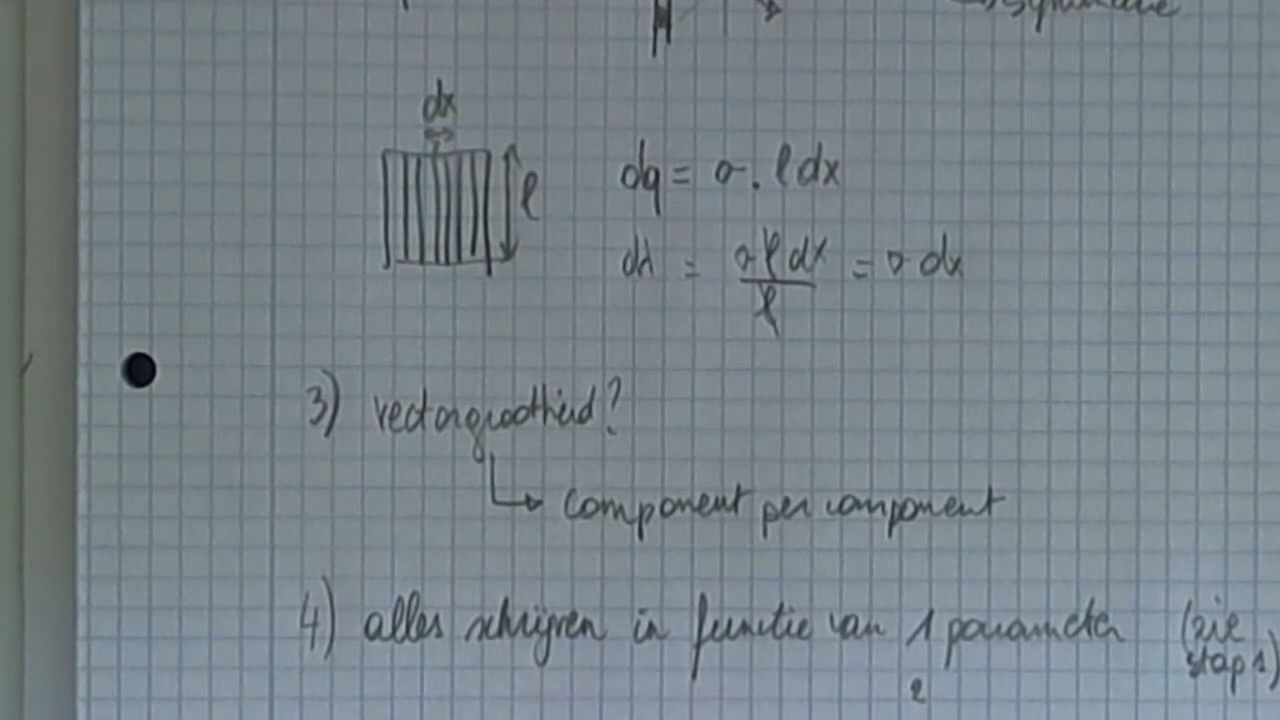 → symmetrie
dx
l
dq = σ. l dx
dλ = σ l dx / l = σ dx
3) vectorgrootheid?
component per component
4) alles schrijven in functie van 1 parameter (zie stap 1)